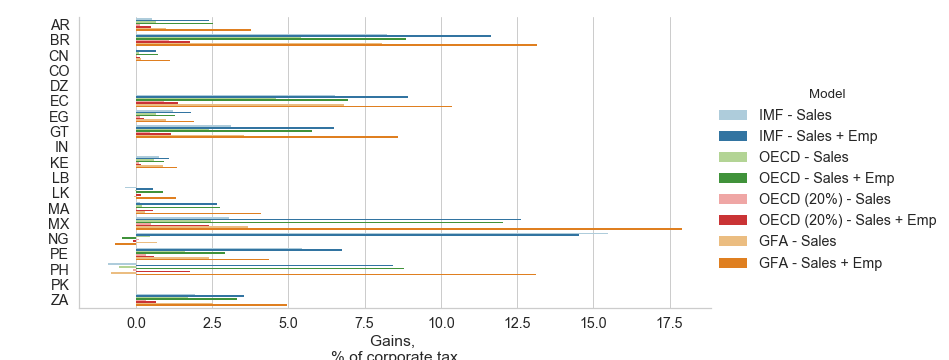 AR
BR
CN
CO
DZ
EC
EG
GT
IN
KE
LB
LK
MA
MX
NG
PE
PH
PK
ZA
0.0 2.5 5.0 7.5 10.0 12.5 15.0 17.5
Gains,
% of corporate tax
Model
IMF - Sales
IMF - Sales + Emp
OECD - Sales
OECD - Sales + Emp
OECD (20%) - Sales
OECD (20%) - Sales + Emp
GFA - Sales
GFA - Sales + Emp